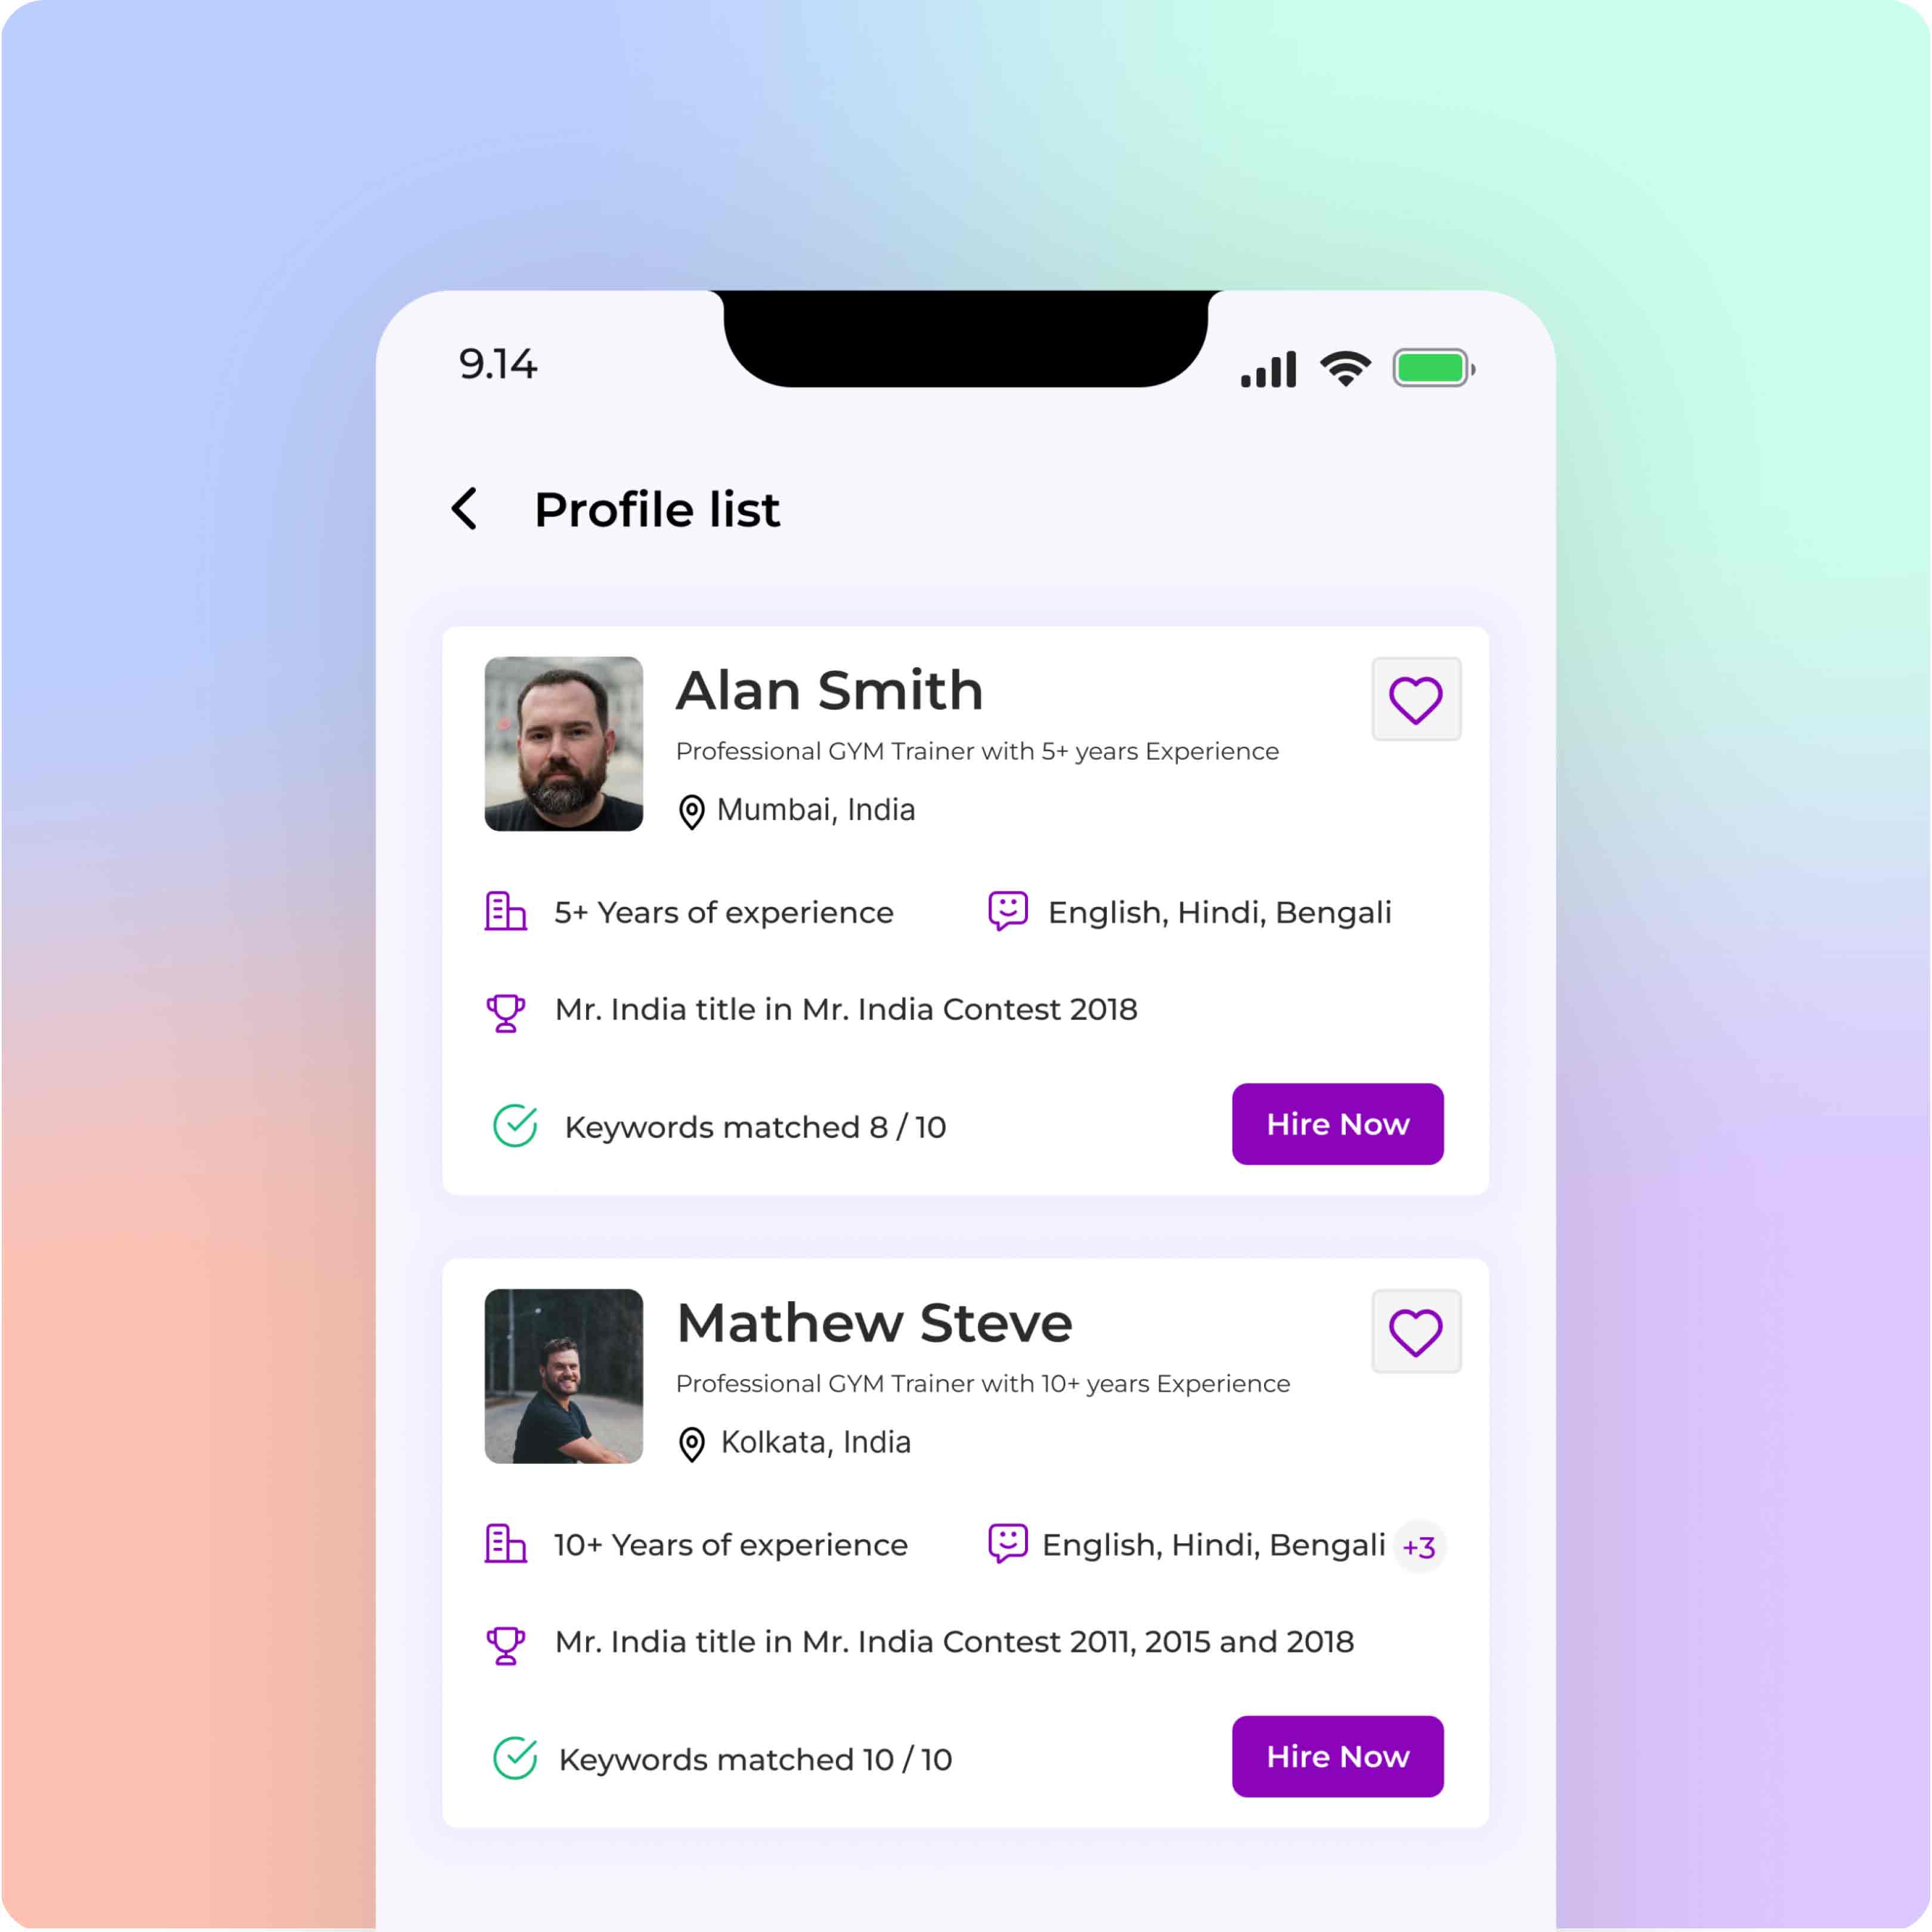 9.14
Profile list
Alan Smith
Professional GYM Trainer with 5+ years Experience
Mumbai, India
5+ Years of experience
English, Hindi, Bengali
Mr. India title in Mr. India Contest 2018
Keywords matched 8 / 10
Hire Now
Mathew Steve
Professional GYM Trainer with 10+ years Experience
Kolkata, India
10+ Years of experience
English, Hindi, Bengali +3
Mr. India title in Mr. India Contest 2011, 2015 and 2018
Keywords matched 10 / 10
Hire Now